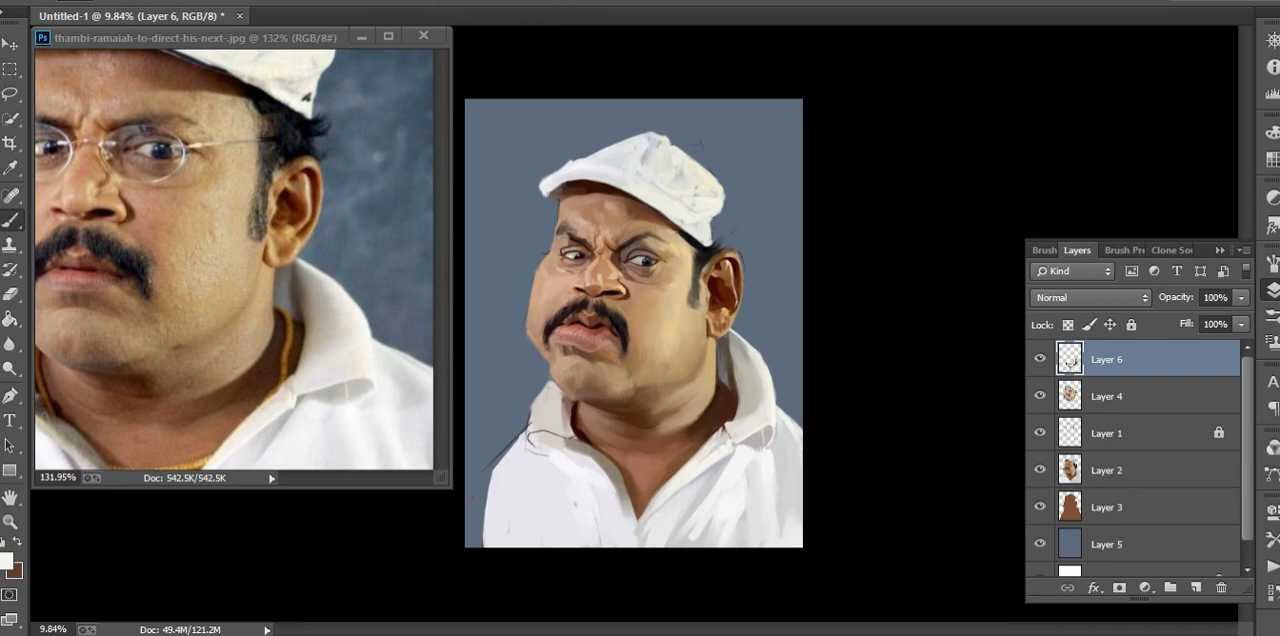 Untitled-1 @ 9.84% (Layer 6, RGB/8) * ×
Ps thambi-ramaiah-to-direct-his-next-.jpg @ 132% (RGB/8#)
131.95% Doc: 542.5K/542.5K
Brush Layers Brush Pre Clone Sou
Kind
Normal Opacity: 100%
Lock: Fill: 100%
Layer 6
Layer 4
Layer 1
Layer 2
Layer 3
Layer 5
fx
9.84% Doc: 49.4M/121.2M